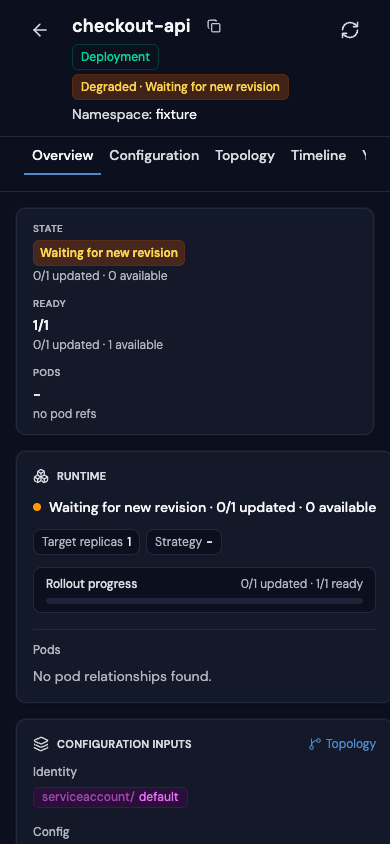 checkout-api
Deployment
Degraded · Waiting for new revision
Namespace: fixture
Overview Configuration Topology Timeline
STATE
Waiting for new revision
0/1 updated · 0 available
READY
1/1
0/1 updated · 1 available
PODS
-
no pod refs
RUNTIME
Waiting for new revision · 0/1 updated · 0 available
Target replicas 1 Strategy -
Rollout progress 0/1 updated · 1/1 ready
Pods
No pod relationships found.
CONFIGURATION INPUTS Topology
Identity
serviceaccount/ default
Config